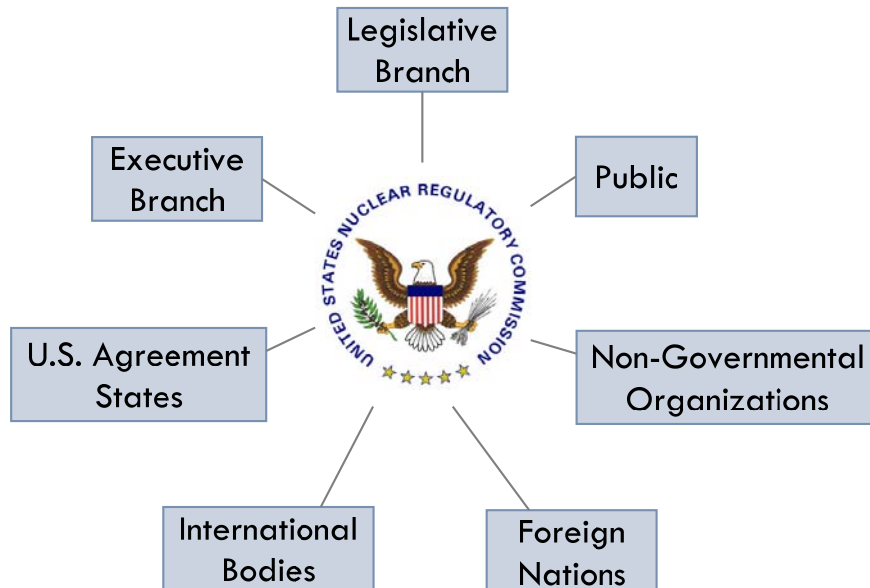 Legislative
Branch
Executive
Branch
Public
UNITED STATES NUCLEAR REGULATORY COMMISSION
U.S. Agreement
States
Non-Governmental
Organizations
International
Bodies
Foreign
Nations